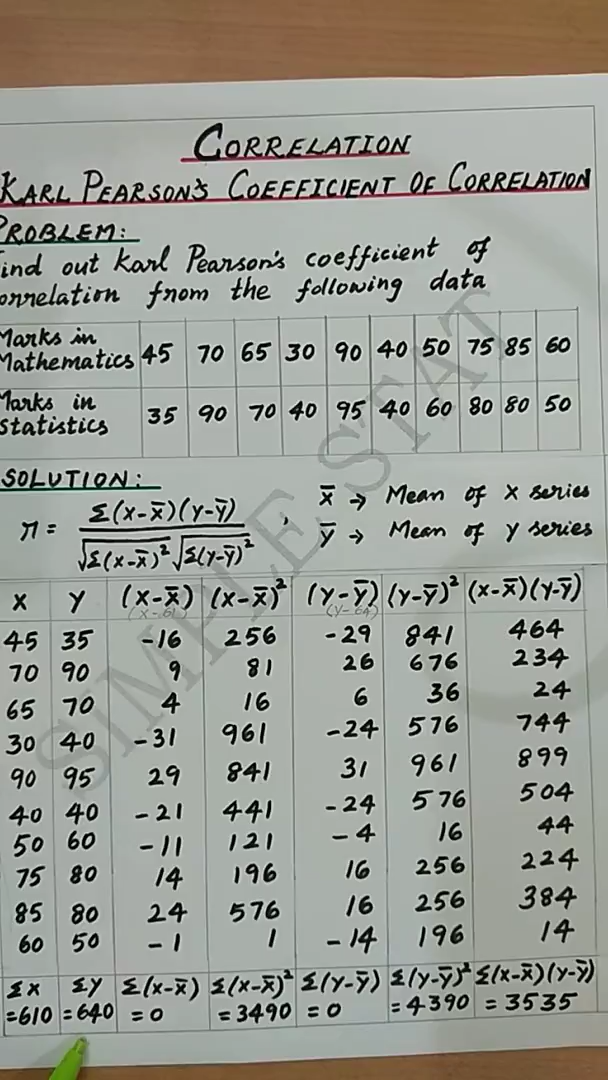 CORRELATION
KARL PEARSON'S COEFFICIENT OF CORRELATION
PROBLEM:
ind out Karl Pearson's coefficient of
orrelation from the following data
Marks in Mathematics 45 70 65 30 90 40 50 75 85 60
Marks in Statistics 35 90 70 40 95 40 60 80 80 50
SOLUTION:
r = Σ(x-x̄)(y-ȳ) / √Σ(x-x̄)² √Σ(y-ȳ)² , x̄ → Mean of x series
ȳ → Mean of y series
x y (x-x̄) (x-x̄)² (y-ȳ) (y-ȳ)² (x-x̄)(y-ȳ)
(x-61) (y-64)
45 35 -16 256 -29 841 464
70 90 9 81 26 676 234
65 70 4 16 6 36 24
30 40 -31 961 -24 576 744
90 95 29 841 31 961 899
40 40 -21 441 -24 576 504
50 60 -11 121 -4 16 44
75 80 14 196 16 256 224
85 80 24 576 16 256 384
60 50 -1 1 -14 196 14
Σx Σy Σ(x-x̄) Σ(x-x̄)² Σ(y-ȳ) Σ(y-ȳ)² Σ(x-x̄)(y-ȳ)
=610 =640 =0 =3490 =0 =4390 =3535
SIMPLE STAT